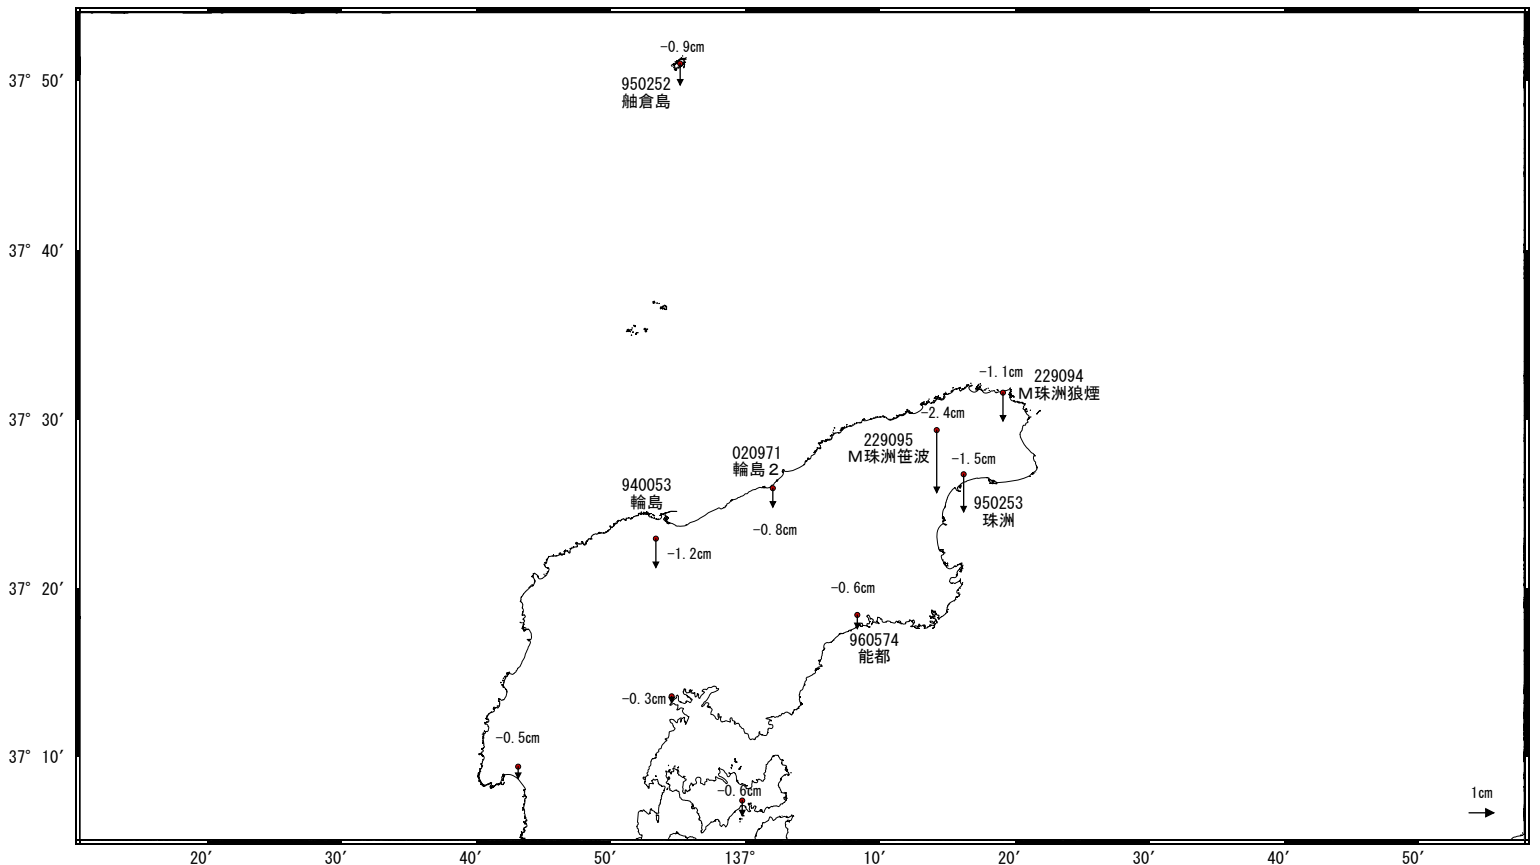 -0.9cm
37° 50′
950252
舳倉島
37° 40′
-1.1cm
229094
M珠洲狼煙
37° 30′
-2.4cm
229095
M珠洲笹波
020971
輪島２
-1.5cm
940053
輪島
950253
珠洲
-0.8cm
-1.2cm
37° 20′
-0.6cm
960574
能都
-0.3cm
-0.5cm
37° 10′
-0.6cm
1cm
20′
30′
40′
50′
137°
10′
20′
30′
40′
50′